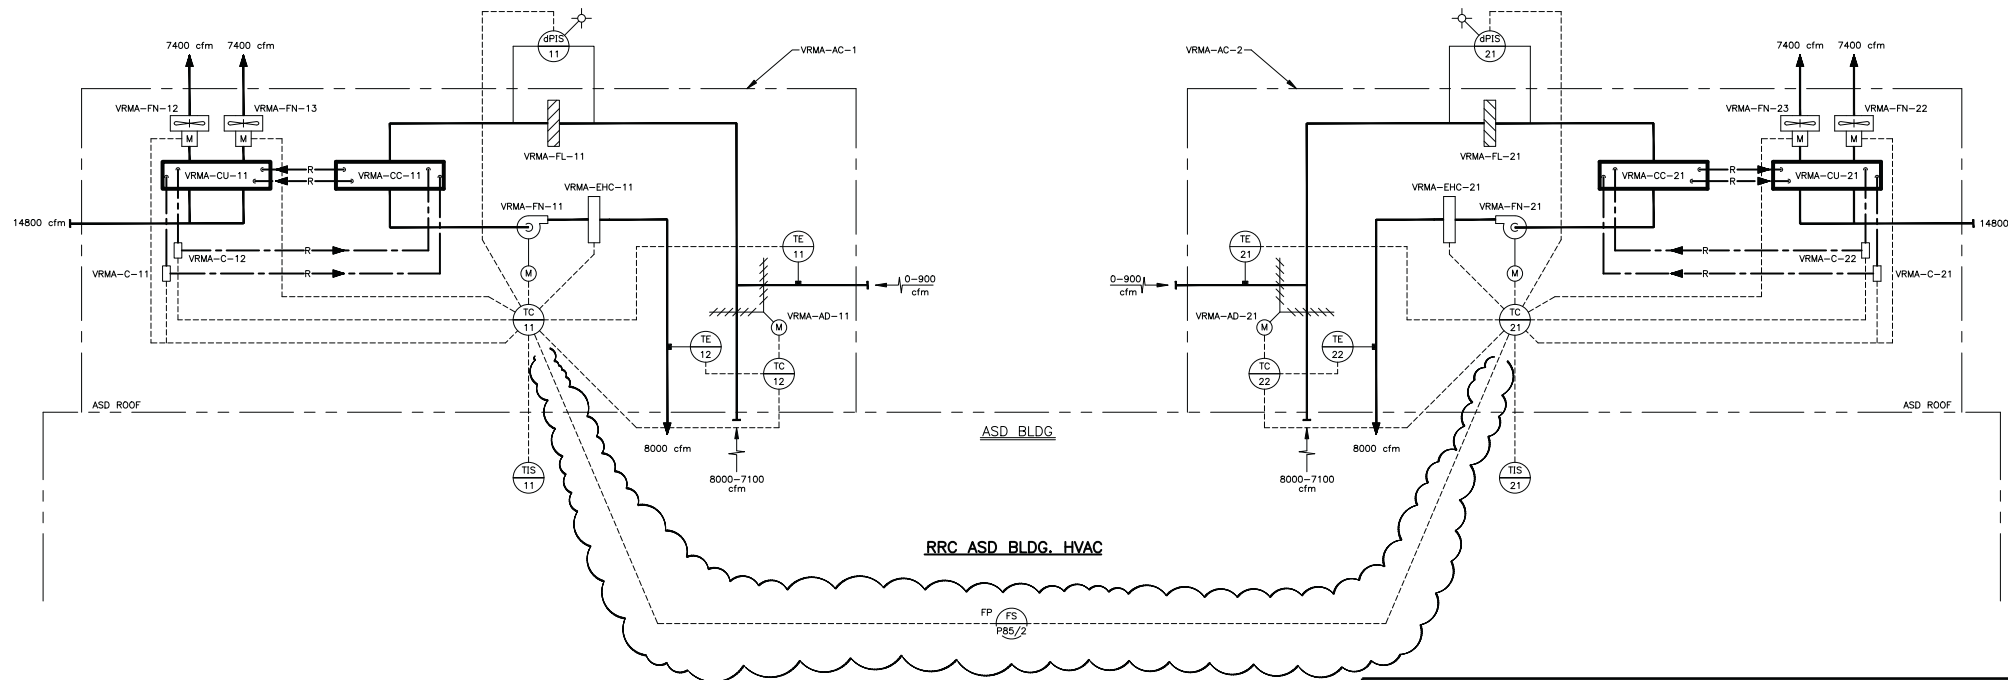 7400 cfm
7400 cfm
dPIS
11
VRMA-AC-1
VRMA-AC-2
dPIS
21
7400 cfm
7400 cfm
VRMA-FN-12
VRMA-FN-13
VRMA-FN-23
VRMA-FN-22
M
M
M
M
VRMA-FL-11
VRMA-FL-21
VRMA-CU-11
R
R
VRMA-CC-11
VRMA-CC-21
R
R
VRMA-CU-21
VRMA-EHC-11
VRMA-EHC-21
VRMA-FN-11
VRMA-FN-21
14800 cfm
14800
TE
11
TE
21
R
VRMA-C-12
R
VRMA-C-22
VRMA-C-11
R
M
M
R
VRMA-C-21
0-900
cfm
0-900
cfm
TC
11
VRMA-AD-11
VRMA-AD-21
TC
21
M
M
TE
12
TE
22
TC
12
TC
22
ASD ROOF
ASD ROOF
ASD BLDG
8000 cfm
8000 cfm
TIS
11
8000-7100
cfm
8000-7100
cfm
TIS
21
RRC ASD BLDG. HVAC
FP
FS
P85/2